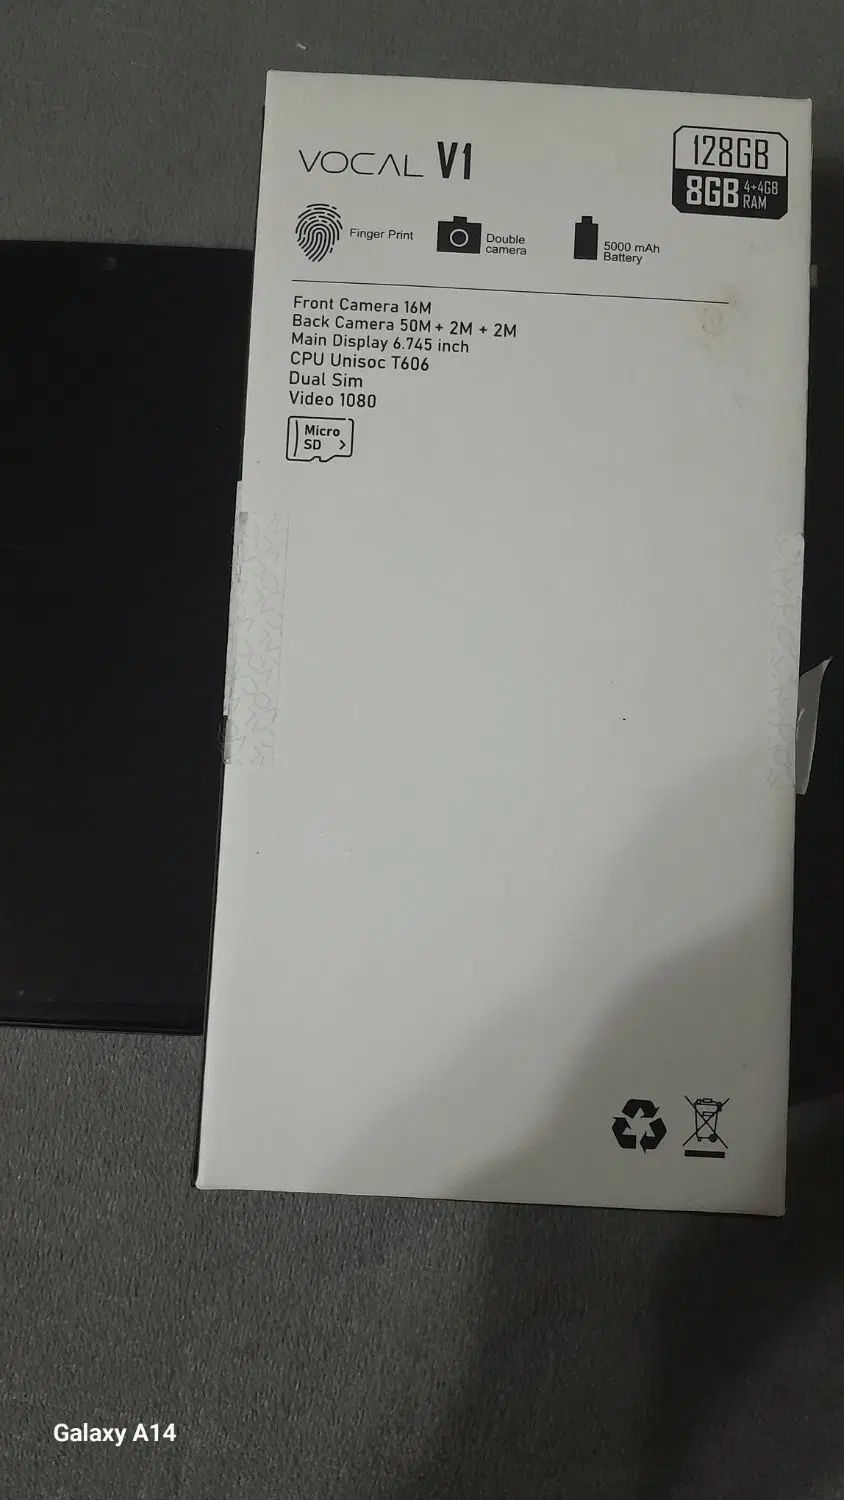 VOCAL V1
128GB
8GB 4+4GB RAM
Finger Print
Double
camera
5000 mAh
Battery
Front Camera 16M
Back Camera 50M + 2M + 2M
Main Display 6.745 inch
CPU Unisoc T606
Dual Sim
Video 1080
Micro
SD
Galaxy A14